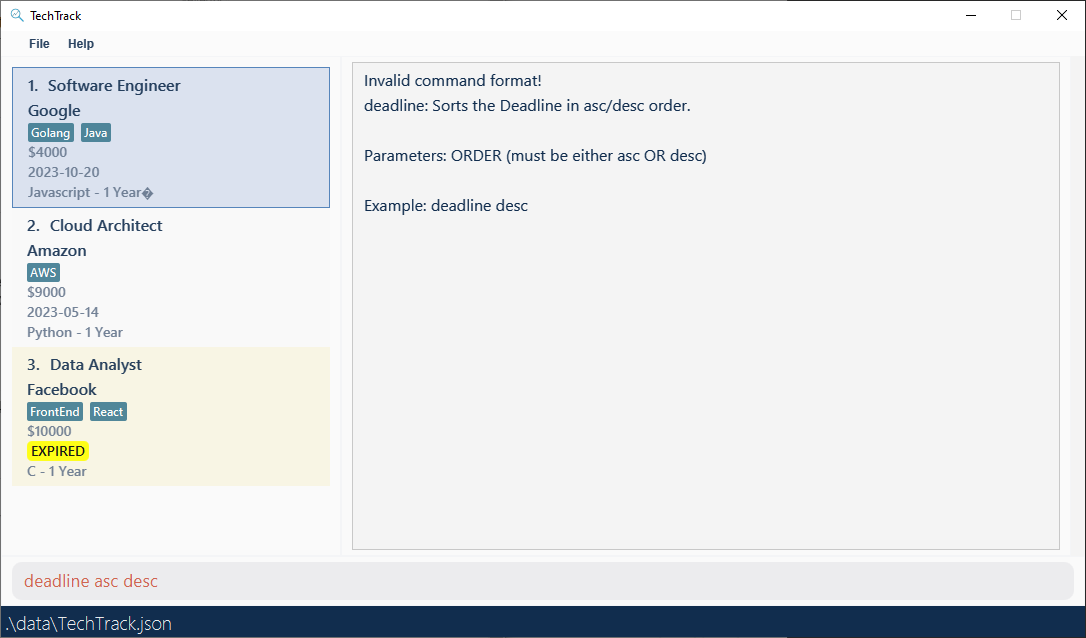 TechTrack
File Help
1. Software Engineer
Google
Golang Java
$4000
2023-10-20
Javascript - 1 Year�
2. Cloud Architect
Amazon
AWS
$9000
2023-05-14
Python - 1 Year
3. Data Analyst
Facebook
FrontEnd React
$10000
EXPIRED
C - 1 Year
Invalid command format!
deadline: Sorts the Deadline in asc/desc order.
Parameters: ORDER (must be either asc OR desc)
Example: deadline desc
deadline asc desc
.\data\TechTrack.json